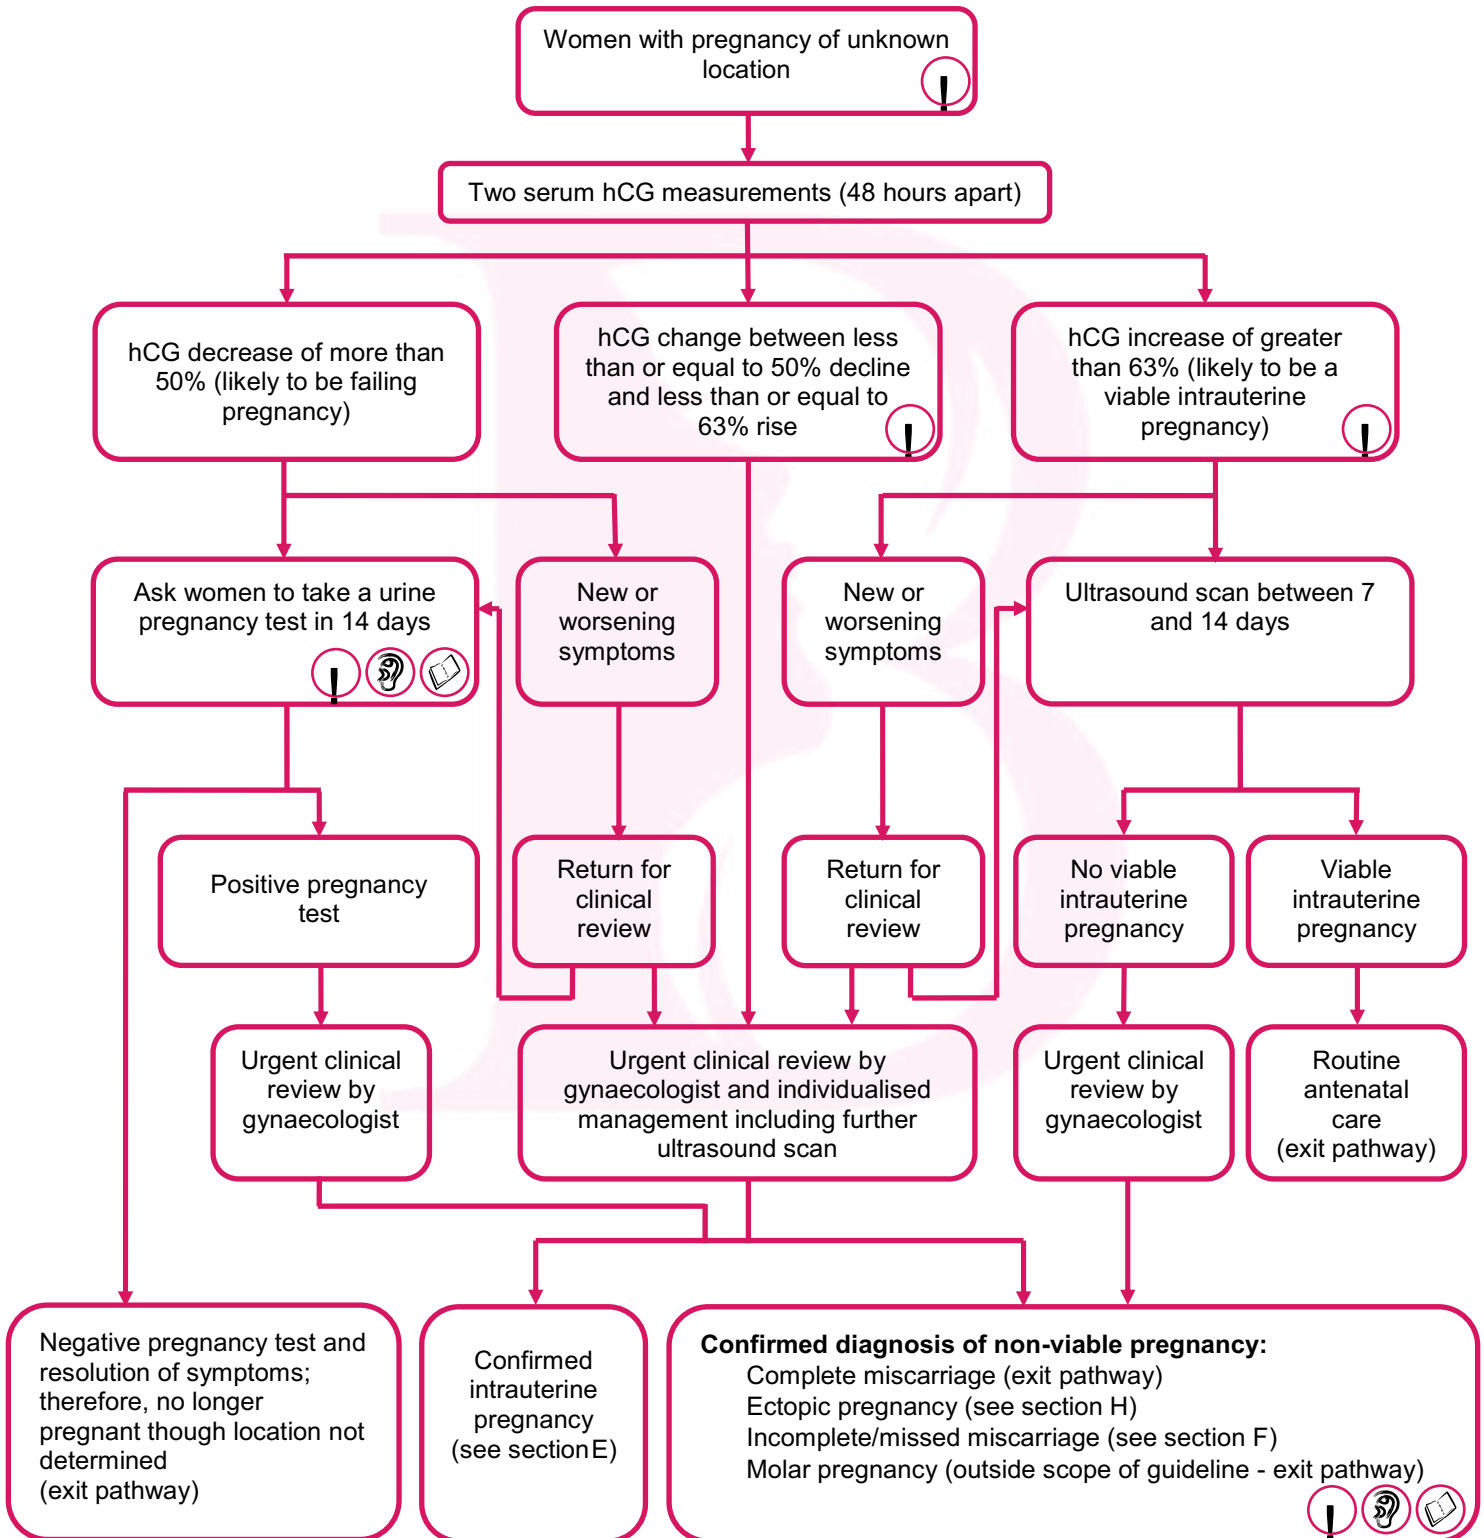 Women with pregnancy of unknown
location
!
Two serum hCG measurements (48 hours apart)
hCG decrease of more than
50% (likely to be failing
pregnancy)
hCG change between less
than or equal to 50% decline
and less than or equal to
63% rise
!
hCG increase of greater
than 63% (likely to be a
viable intrauterine
pregnancy)
!
Ask women to take a urine
pregnancy test in 14 days
!
New or
worsening
symptoms
New or
worsening
symptoms
Ultrasound scan between 7
and 14 days
Positive pregnancy
test
Return for
clinical
review
Return for
clinical
review
No viable
intrauterine
pregnancy
Viable
intrauterine
pregnancy
Urgent clinical
review by
gynaecologist
Urgent clinical review by
gynaecologist and individualised
management including further
ultrasound scan
Urgent clinical
review by
gynaecologist
Routine
antenatal
care
(exit pathway)
Negative pregnancy test and
resolution of symptoms;
therefore, no longer
pregnant though location not
determined
(exit pathway)
Confirmed
intrauterine
pregnancy
(see section E)
Confirmed diagnosis of non-viable pregnancy:
Complete miscarriage (exit pathway)
Ectopic pregnancy (see section H)
Incomplete/missed miscarriage (see section F)
Molar pregnancy (outside scope of guideline - exit pathway)
!